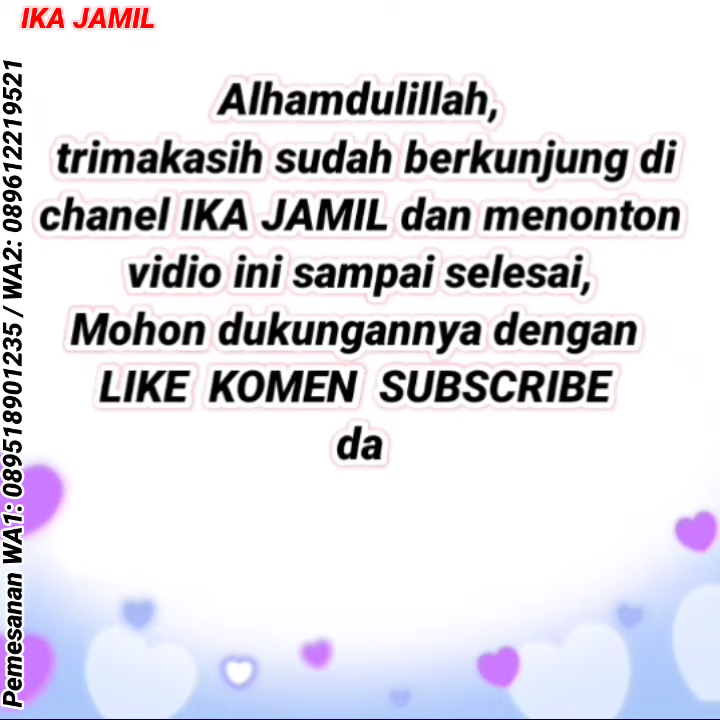 IKA JAMIL
Alhamdulillah,
trimakasih sudah berkunjung di
chanel IKA JAMIL dan menonton
vidio ini sampai selesai,
Mohon dukungannya dengan
LIKE KOMEN SUBSCRIBE
da
Pemesanan WA1: 089518901235 / WA2: 089612219521